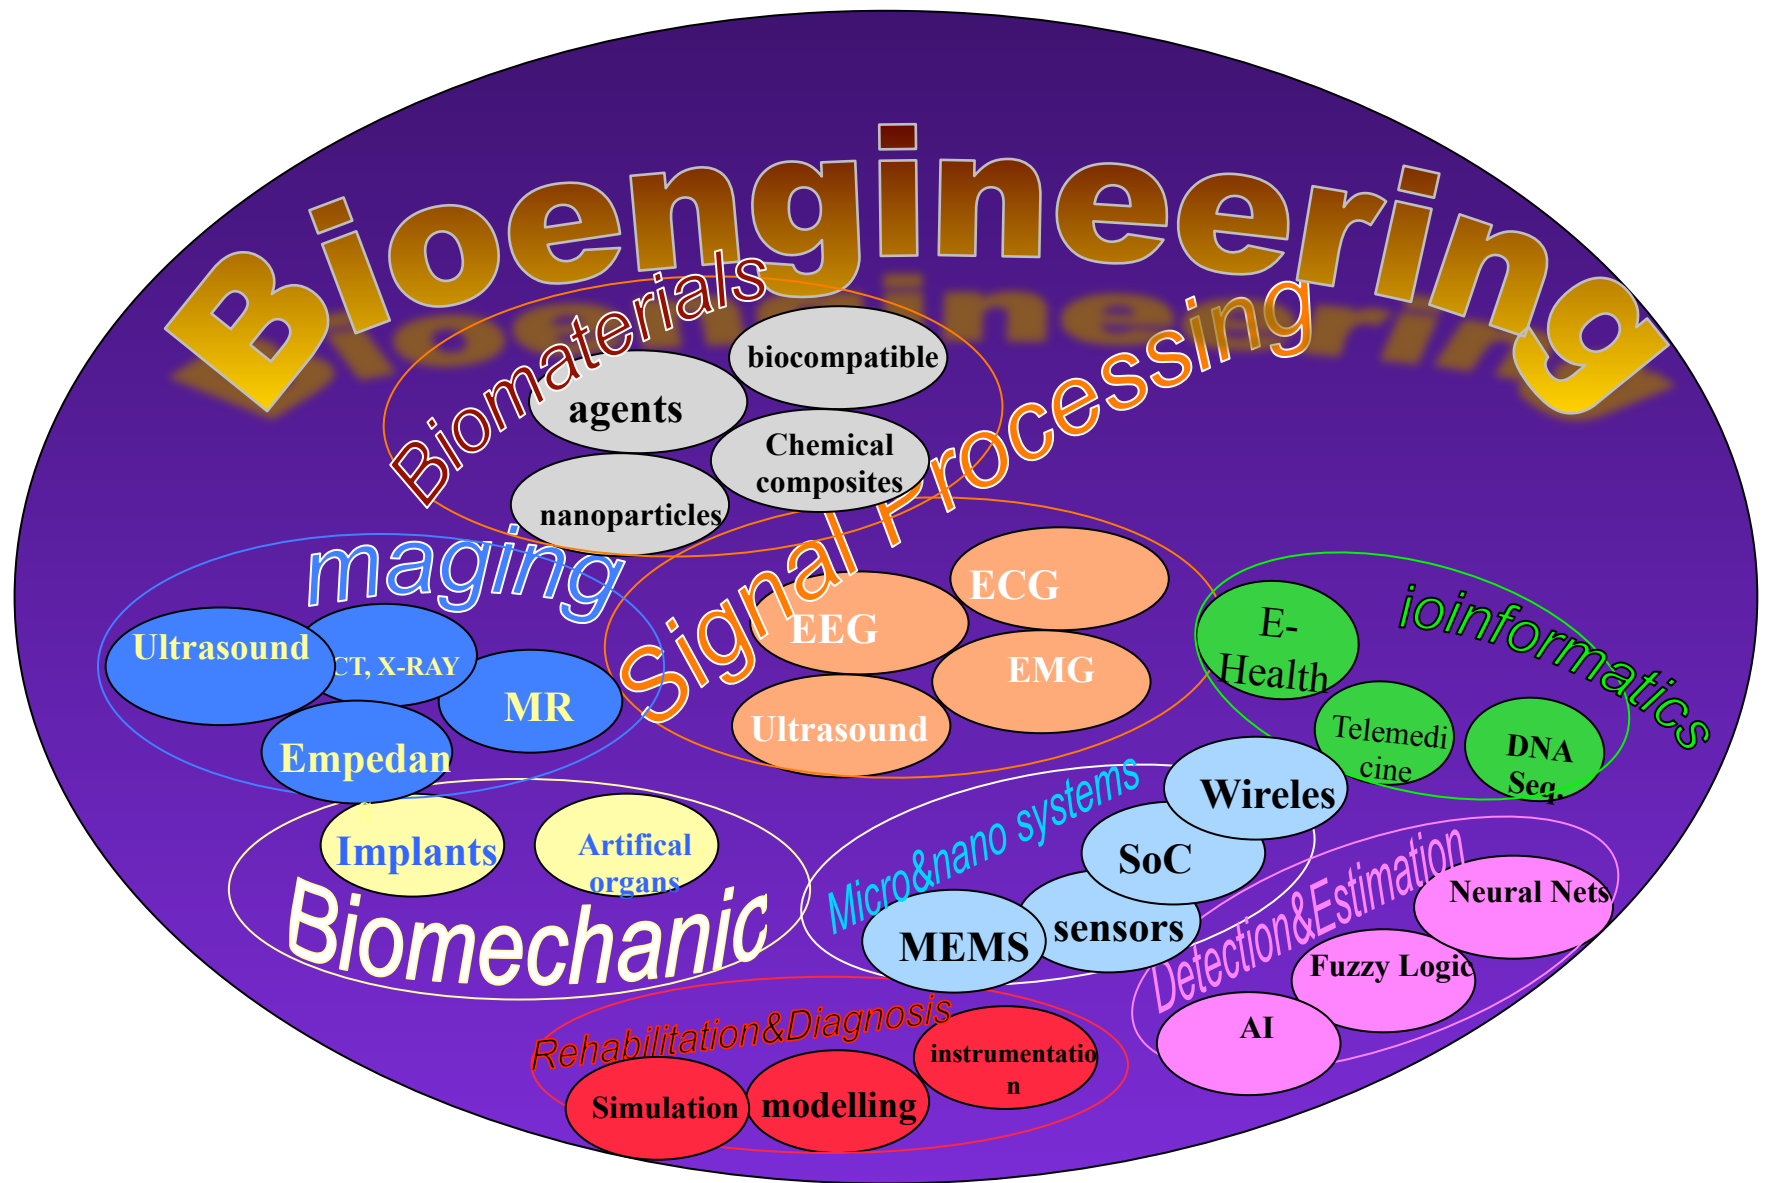 Bioengineering
Biomaterials
agents
biocompatible
Chemical
composites
nanoparticles
Signal Processing
EEG
ECG
EMG
Ultrasound
maging
Ultrasound
CT, X-RAY
MR
Empedan
ioinformatics
E-
Health
Telemedi
cine
DNA
Seq.
Biomechanic
Implants
Artifical
organs
Micro&nano systems
Wireles
SoC
sensors
MEMS
Detection&Estimation
Neural Nets
Fuzzy Logic
AI
Rehabilitation&Diagnosis
instrumentatio
n
modelling
Simulation